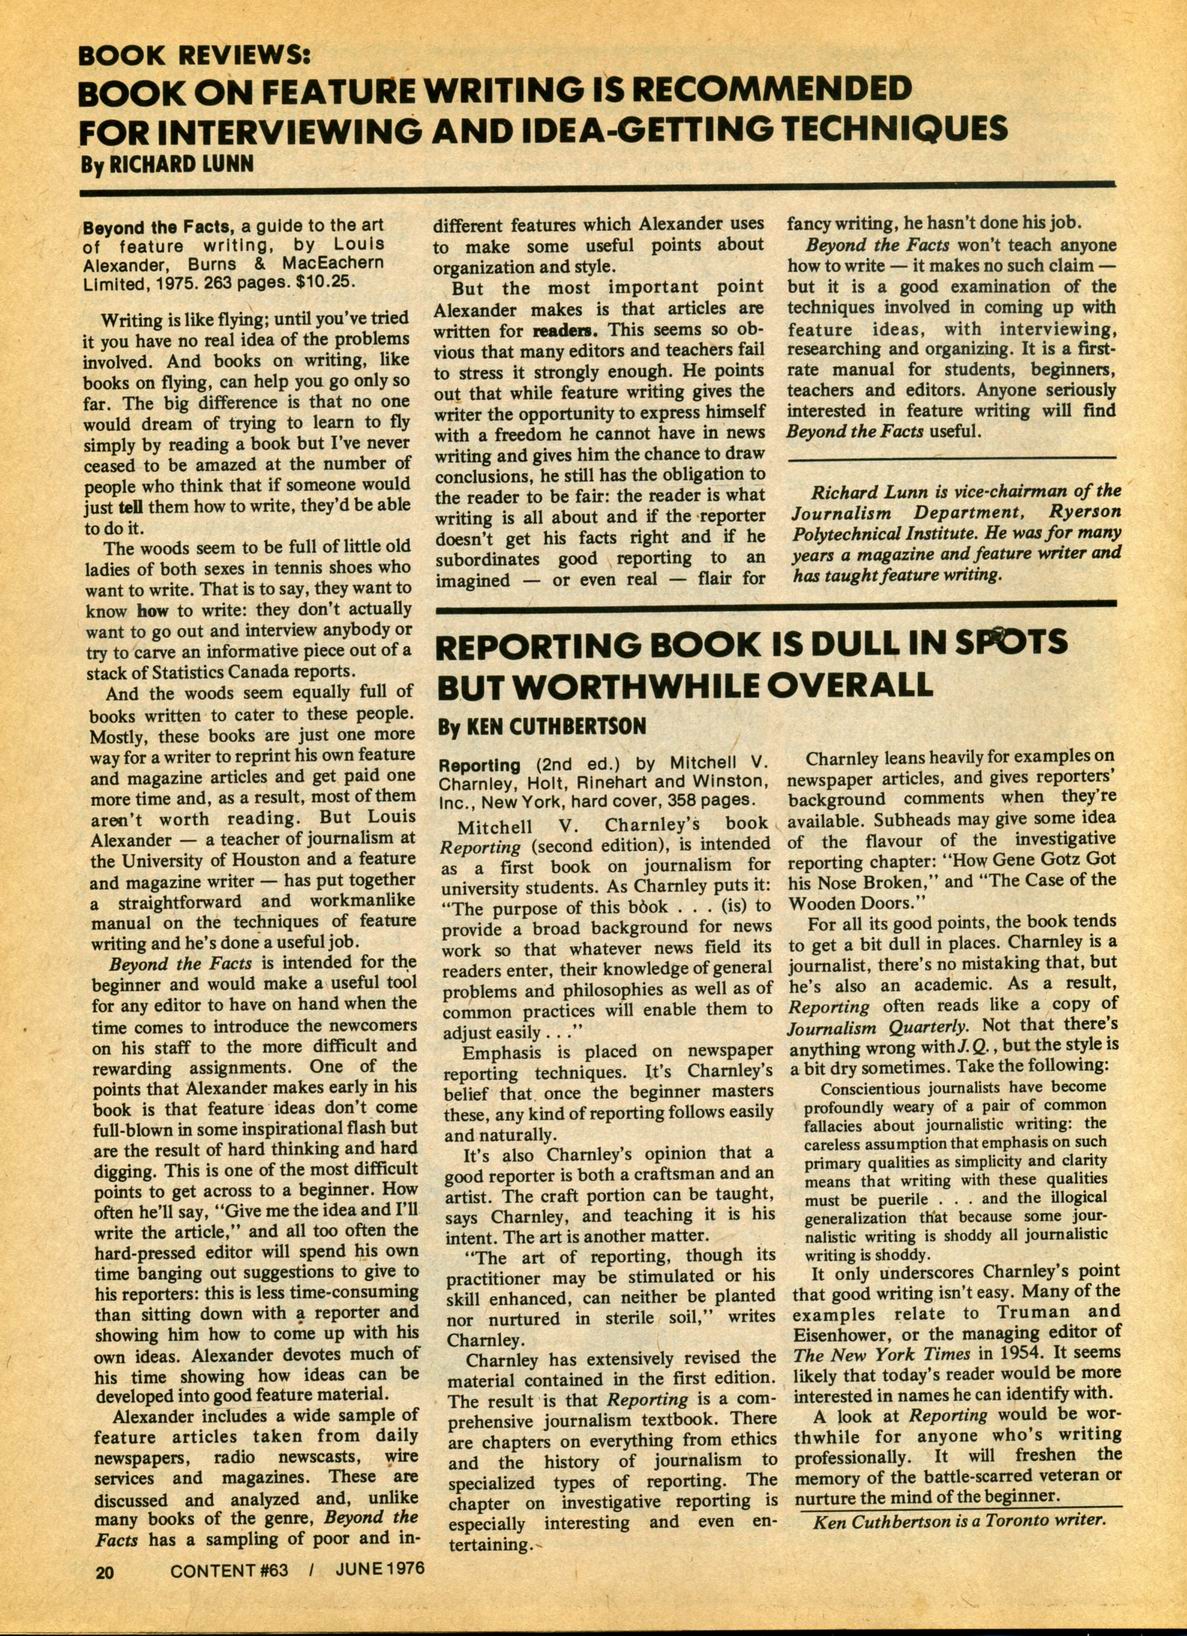 BOOK REVIEWS:
BOOK ON FEATURE WRITING IS RECOMMENDED
FOR INTERVIEWING AND IDEA-GETTING TECHNIQUES
By RICHARD LUNN
Beyond the Facts, a guide to the art
of feature writing, by Louis
Alexander, Burns & MacEachern
Limited, 1975. 263 pages. $10.25.
Writing is like flying; until you've tried
it you have no real idea of the problems
involved. And books on writing, like
books on flying, can help you go only so
far. The big difference is that no one
would dream of trying to learn to fly
simply by reading a book but I've never
ceased to be amazed at the number of
people who think that if someone would
just tell them how to write, they'd be able
to do it.
The woods seem to be full of little old
ladies of both sexes in tennis shoes who
want to write. That is to say, they want to
know how to write: they don't actually
want to go out and interview anybody or
try to carve an informative piece out of a
stack of Statistics Canada reports.
And the woods seem equally full of
books written to cater to these people.
Mostly, these books are just one more
way for a writer to reprint his own feature
and magazine articles and get paid one
more time and, as a result, most of them
aren't worth reading. But Louis
Alexander — a teacher of journalism at
the University of Houston and a feature
and magazine writer — has put together
a straightforward and workmanlike
manual on the techniques of feature
writing and he's done a useful job.
Beyond the Facts is intended for the
beginner and would make a useful tool
for any editor to have on hand when the
time comes to introduce the newcomers
on his staff to the more difficult and
rewarding assignments. One of the
points that Alexander makes early in his
book is that feature ideas don't come
full-blown in some inspirational flash but
are the result of hard thinking and hard
digging. This is one of the most difficult
points to get across to a beginner. How
often he'll say, "Give me the idea and I'll
write the article," and all too often the
hard-pressed editor will spend his own
time banging out suggestions to give to
his reporters: this is less time-consuming
than sitting down with a reporter and
showing him how to come up with his
own ideas. Alexander devotes much of
his time showing how ideas can be
developed into good feature material.
Alexander includes a wide sample of
feature articles taken from daily
newspapers, radio newscasts, wire
services and magazines. These are
discussed and analyzed and, unlike
many books of the genre, Beyond the
Facts has a sampling of poor and in-
different features which Alexander uses
to make some useful points about
organization and style.
But the most important point
Alexander makes is that articles are
written for readers. This seems so ob-
vious that many editors and teachers fail
to stress it strongly enough. He points
out that while feature writing gives the
writer the opportunity to express himself
with a freedom he cannot have in news
writing and gives him the chance to draw
conclusions, he still has the obligation to
the reader to be fair: the reader is what
writing is all about and if the reporter
doesn't get his facts right and if he
subordinates good reporting to an
imagined — or even real — flair for
fancy writing, he hasn't done his job.
Beyond the Facts won't teach anyone
how to write — it makes no such claim —
but it is a good examination of the
techniques involved in coming up with
feature ideas, with interviewing,
researching and organizing. It is a first-
rate manual for students, beginners,
teachers and editors. Anyone seriously
interested in feature writing will find
Beyond the Facts useful.
Richard Lunn is vice-chairman of the
Journalism Department, Ryerson
Polytechnical Institute. He was for many
years a magazine and feature writer and
has taught feature writing.
REPORTING BOOK IS DULL IN SPOTS
BUT WORTHWHILE OVERALL
By KEN CUTHBERTSON
Reporting (2nd ed.) by Mitchell V.
Charnley, Holt, Rinehart and Winston,
Inc., New York, hard cover, 358 pages.
Mitchell V. Charnley's book
Reporting (second edition), is intended
as a first book on journalism for
university students. As Charnley puts it:
"The purpose of this book . . . (is) to
provide a broad background for news
work so that whatever news field its
readers enter, their knowledge of general
problems and philosophies as well as of
common practices will enable them to
adjust easily . . ."
Emphasis is placed on newspaper
reporting techniques. It's Charnley's
belief that once the beginner masters
these, any kind of reporting follows easily
and naturally.
It's also Charnley's opinion that a
good reporter is both a craftsman and an
artist. The craft portion can be taught,
says Charnley, and teaching it is his
intent. The art is another matter.
"The art of reporting, though its
practitioner may be stimulated or his
skill enhanced, can neither be planted
nor nurtured in sterile soil," writes
Charnley.
Charnley has extensively revised the
material contained in the first edition.
The result is that Reporting is a com-
prehensive journalism textbook. There
are chapters on everything from ethics
and the history of journalism to
specialized types of reporting. The
chapter on investigative reporting is
especially interesting and even en-
tertaining.
Charnley leans heavily for examples on
newspaper articles, and gives reporters'
background comments when they're
available. Subheads may give some idea
of the flavour of the investigative
reporting chapter: "How Gene Gotz Got
his Nose Broken," and "The Case of the
Wooden Doors."
For all its good points, the book tends
to get a bit dull in places. Charnley is a
journalist, there's no mistaking that, but
he's also an academic. As a result,
Reporting often reads like a copy of
Journalism Quarterly. Not that there's
anything wrong with J.Q., but the style is
a bit dry sometimes. Take the following:
Conscientious journalists have become
profoundly weary of a pair of common
fallacies about journalistic writing: the
careless assumption that emphasis on such
primary qualities as simplicity and clarity
means that writing with these qualities
must be puerile . . . and the illogical
generalization that because some jour-
nalistic writing is shoddy all journalistic
writing is shoddy.
It only underscores Charnley's point
that good writing isn't easy. Many of the
examples relate to Truman and
Eisenhower, or the managing editor of
The New York Times in 1954. It seems
likely that today's reader would be more
interested in names he can identify with.
A look at Reporting would be wor-
thwhile for anyone who's writing
professionally. It will freshen the
memory of the battle-scarred veteran or
nurture the mind of the beginner.
Ken Cuthbertson is a Toronto writer.
20 CONTENT #63 / JUNE 1976